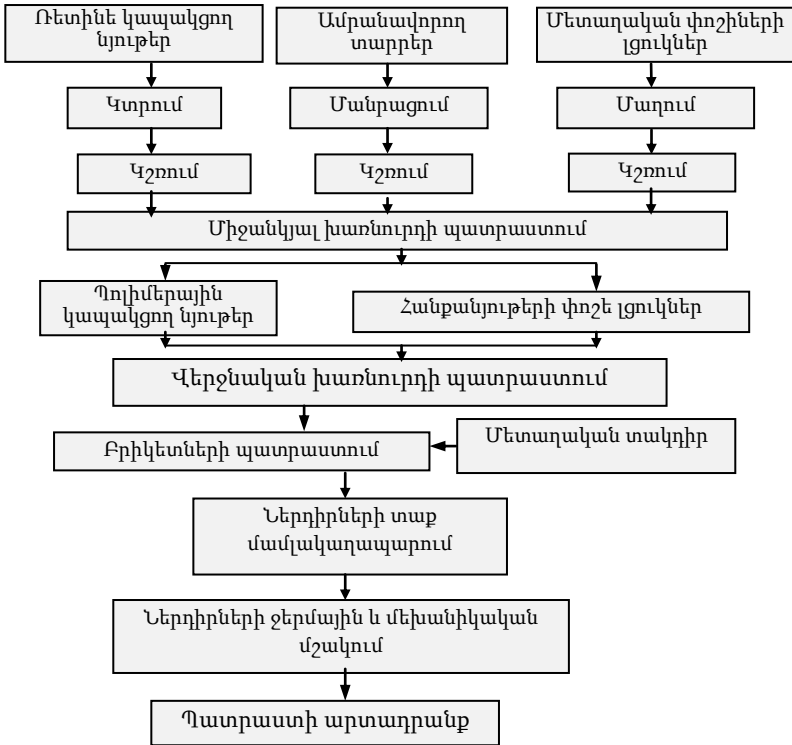 Ռետինե կապակցող
նյութեր
Ամրանավորող
տարրեր
Մետաղական փոշիների
լցուկներ
Կտրում
Մանրացում
Մաղում
Կշռում
Կշռում
Կշռում
Միջանկյալ խառնուրդի պատրաստում
Պոլիմերային
կապակցող նյութեր
Հանքանյութերի փոշե լցուկներ
Վերջնական խառնուրդի պատրաստում
Բրիկետների պատրաստում
Մետաղական տակդիր
Ներդիրների տաք
մամլակաղապարում
Ներդիրների ջերմային և մեխանիկական
մշակում
Պատրաստի արտադրանք